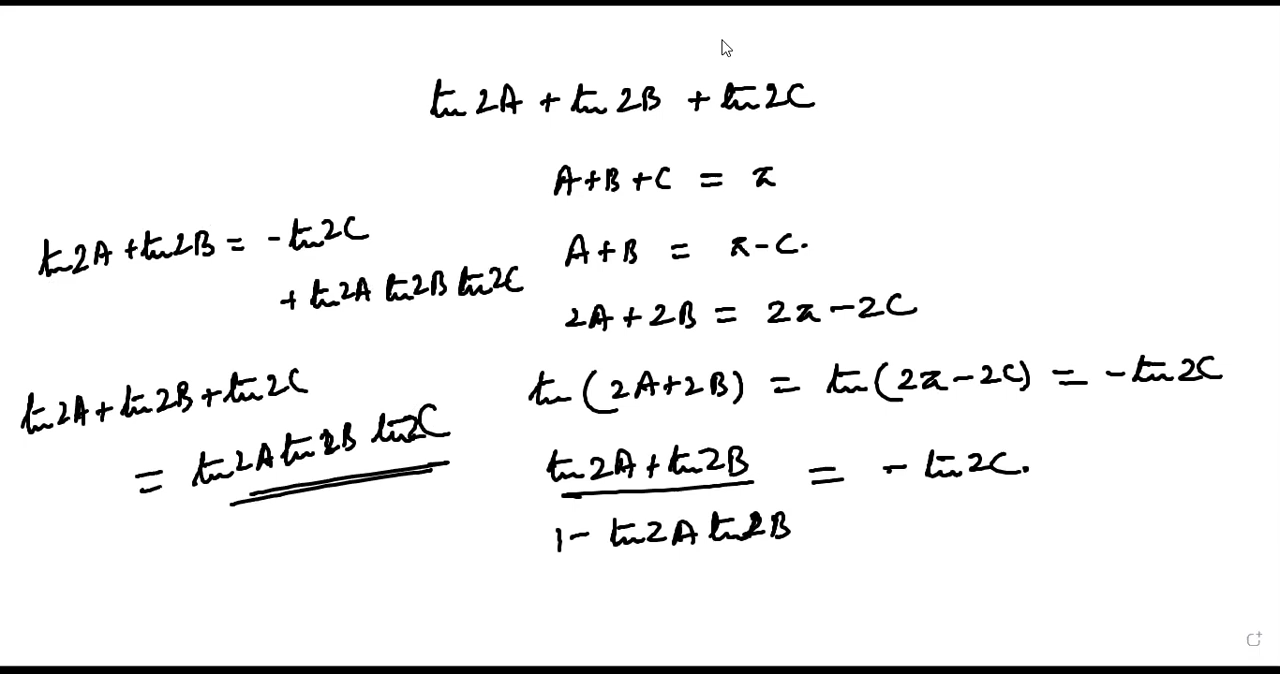 tan 2A + tan 2B + tan 2C
A+B+C = π
A+B = π-C.
2A+2B = 2π-2C
tan(2A+2B) = tan(2π-2C) = -tan 2C
tan 2A + tan 2B / 1 - tan 2A tan 2B = - tan 2C.
tan 2A + tan 2B = -tan 2C
+ tan 2A tan 2B tan 2C
tan 2A + tan 2B + tan 2C
= tan 2A tan 2B tan 2C